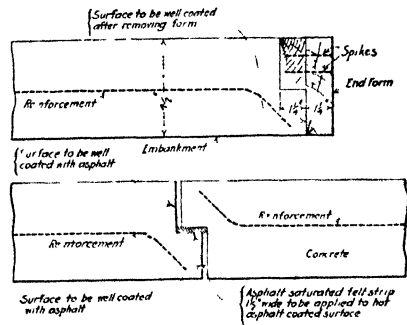 Surface to be well coated
after removing form
Spikes
End form
Reinforcement
1¼" 1¼"
Surface to be well
coated with asphalt
Embankment
Reinforcement
Reinforcement
Concrete
Surface to be well coated
with asphalt
Asphalt saturated felt strip
1½" wide to be applied to hot
asphalt coated surface